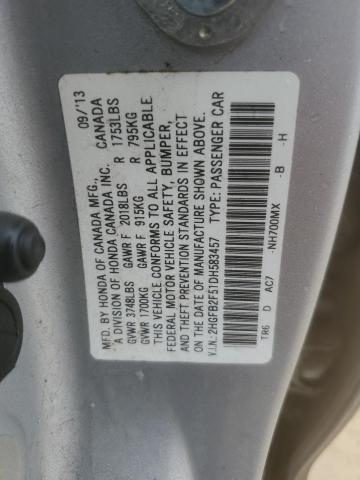 MFD. BY HONDA OF CANADA MFG., 09/'13
A DIVISION OF HONDA CANADA INC. CANADA
GVWR 3748LBS GAWR F 2018LBS R 1753LBS
GVWR 1700KG GAWR F 915KG R 795KG
THIS VEHICLE CONFORMS TO ALL APPLICABLE
FEDERAL MOTOR VEHICLE SAFETY, BUMPER,
AND THEFT PREVENTION STANDARDS IN EFFECT
ON THE DATE OF MANUFACTURE SHOWN ABOVE.
V.I.N.: 2HGFB2F51DH583457 TYPE: PASSENGER CAR
TR6 D AC7 -NH700MX -B -H